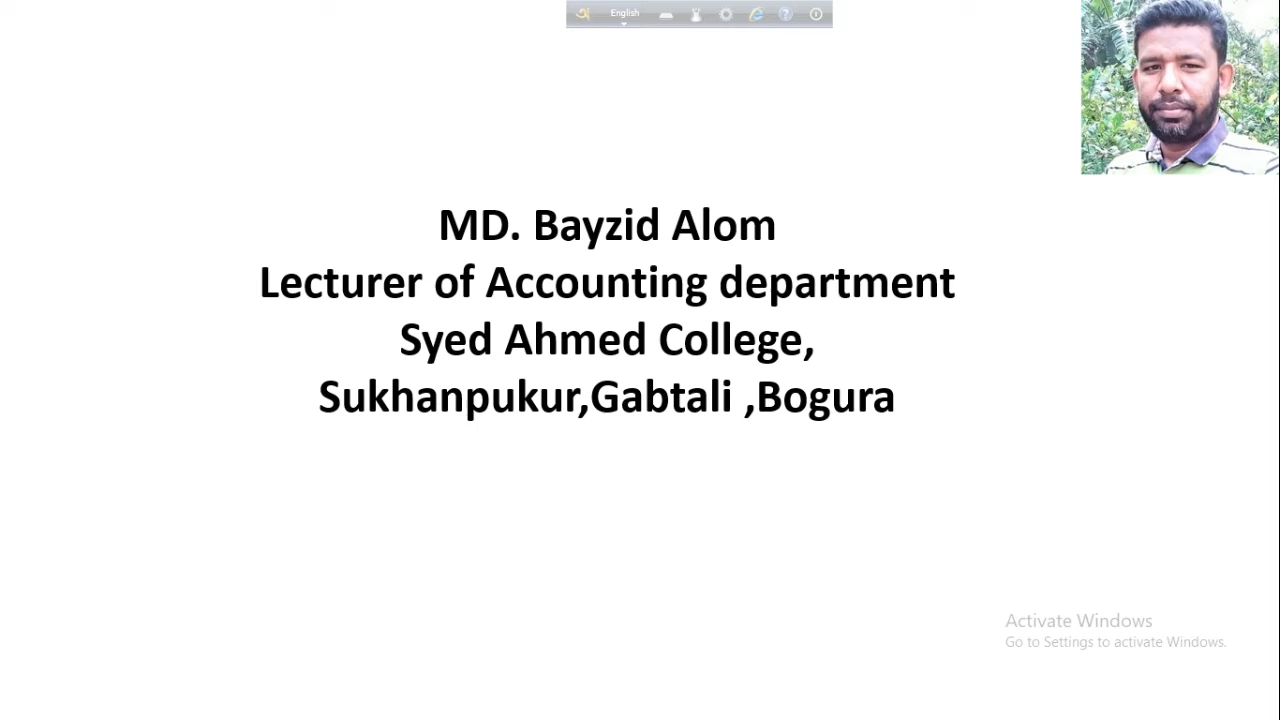 অ English
MD. Bayzid Alom
Lecturer of Accounting department
Syed Ahmed College,
Sukhanpukur,Gabtali ,Bogura
Activate Windows
Go to Settings to activate Windows.